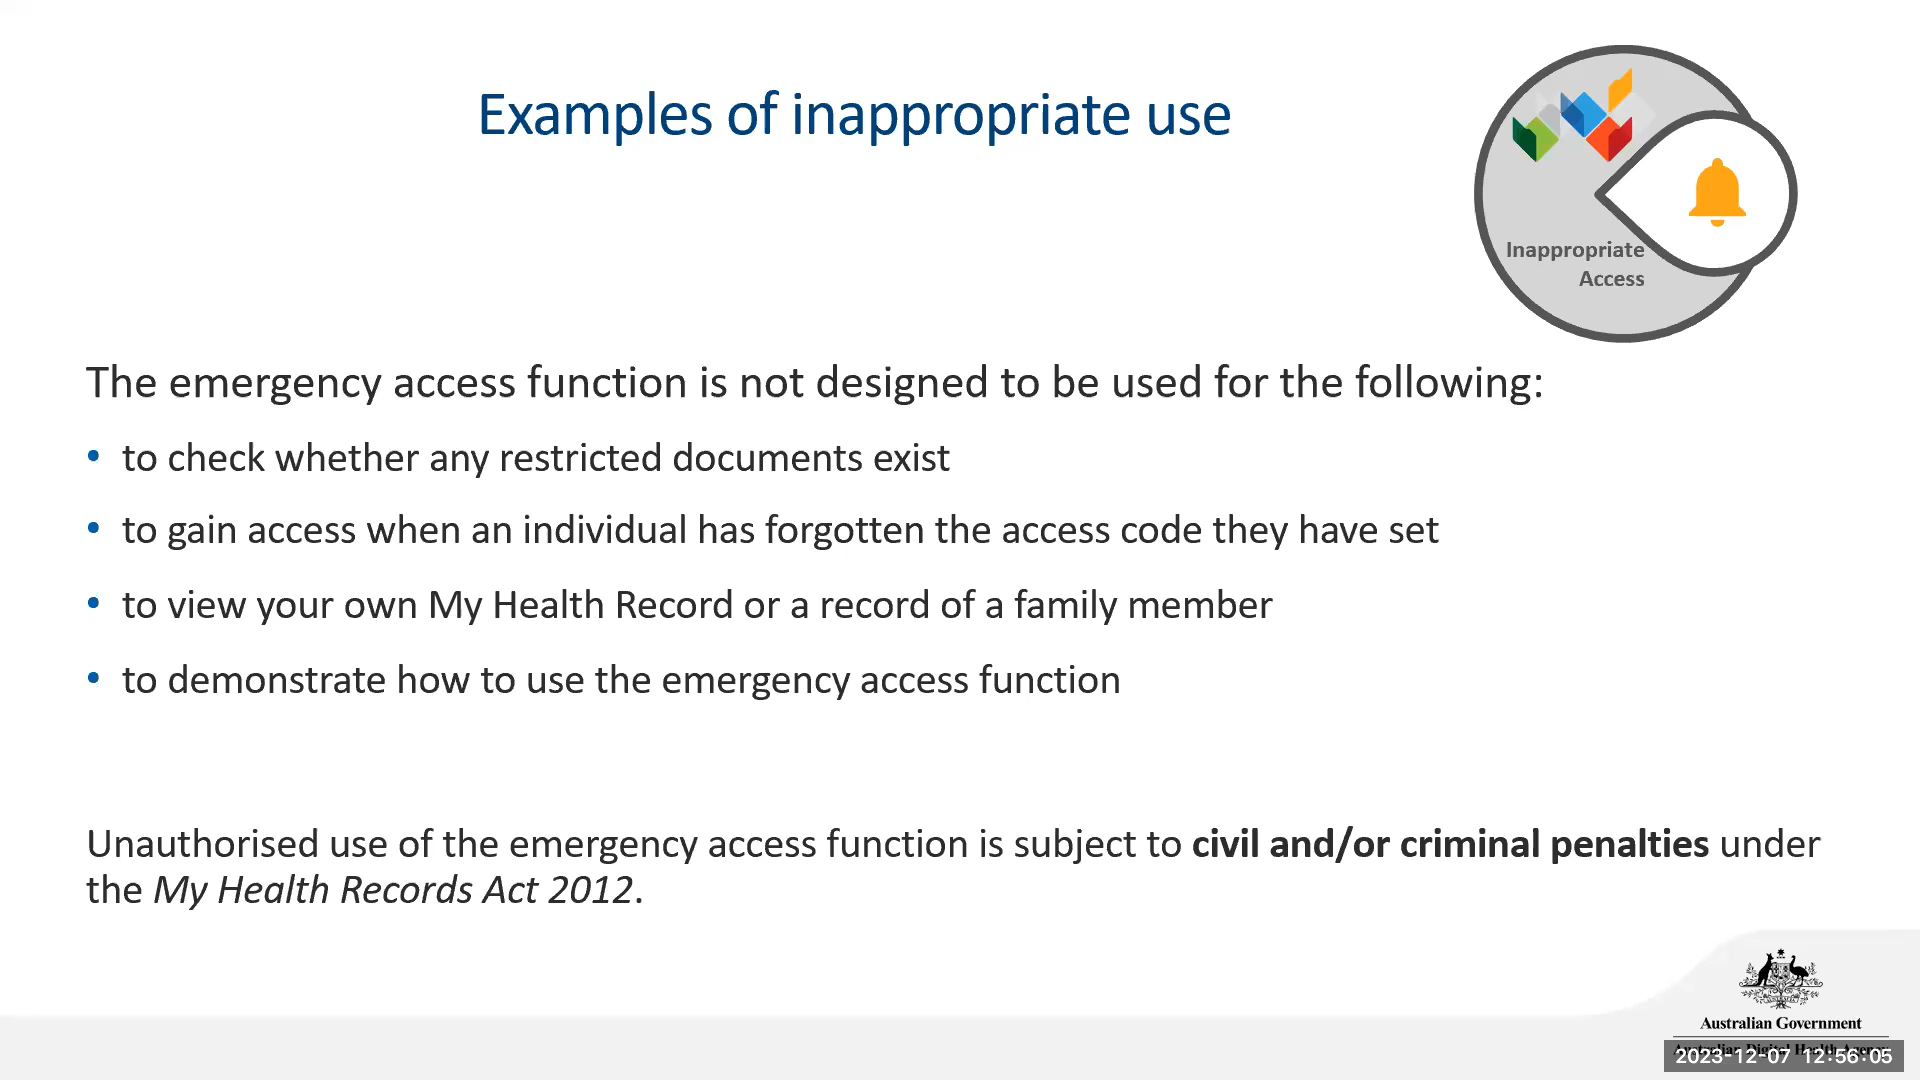 Examples of inappropriate use
Inappropriate
Access
The emergency access function is not designed to be used for the following:
• to check whether any restricted documents exist
• to gain access when an individual has forgotten the access code they have set
• to view your own My Health Record or a record of a family member
• to demonstrate how to use the emergency access function
Unauthorised use of the emergency access function is subject to civil and/or criminal penalties under
the My Health Records Act 2012.
Australian Government
Australian Digital Health Agency
2023-12-07 12:56:05